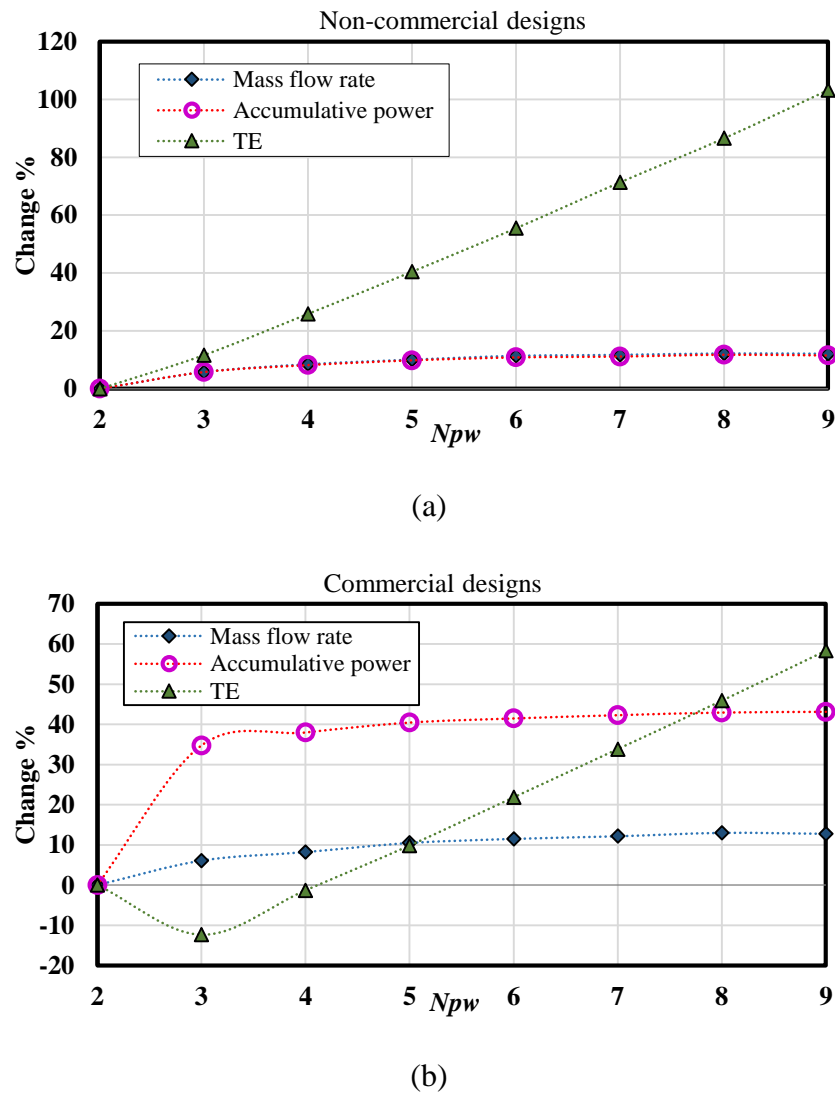 Non-commercial designs
120
100
80
60
40
20
0
Change %
Mass flow rate
Accumulative power
TE
2 3 4 5 6 7 8 9
Npw
(a)
Commercial designs
70
60
50
40
30
20
10
0
-10
-20
Change %
Mass flow rate
Accumulative power
TE
2 3 4 5 6 7 8 9
Npw
(b)